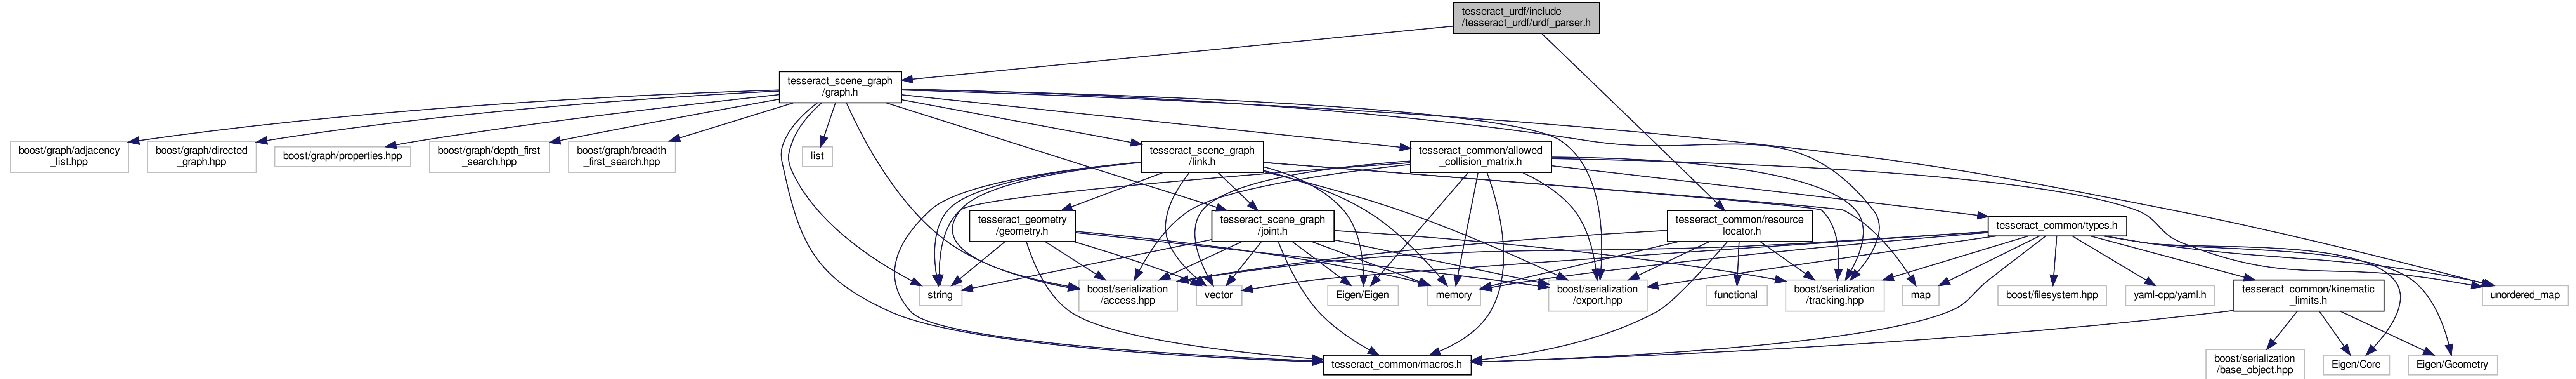 tesseract_urdf/include
/tesseract_urdf/urdf_parser.h
tesseract_scene_graph
/graph.h
boost/graph/adjacency
_list.hpp
boost/graph/directed
_graph.hpp
boost/graph/properties.hpp
boost/graph/depth_first
_search.hpp
boost/graph/breadth
_first_search.hpp
list
tesseract_scene_graph
/link.h
tesseract_common/allowed
_collision_matrix.h
tesseract_geometry
/geometry.h
tesseract_scene_graph
/joint.h
tesseract_common/resource
_locator.h
tesseract_common/types.h
string
boost/serialization
/access.hpp
vector
Eigen/Eigen
memory
boost/serialization
/export.hpp
functional
boost/serialization
/tracking.hpp
map
boost/filesystem.hpp
yaml-cpp/yaml.h
tesseract_common/kinematic
_limits.h
unordered_map
tesseract_common/macros.h
boost/serialization
/base_object.hpp
Eigen/Core
Eigen/Geometry